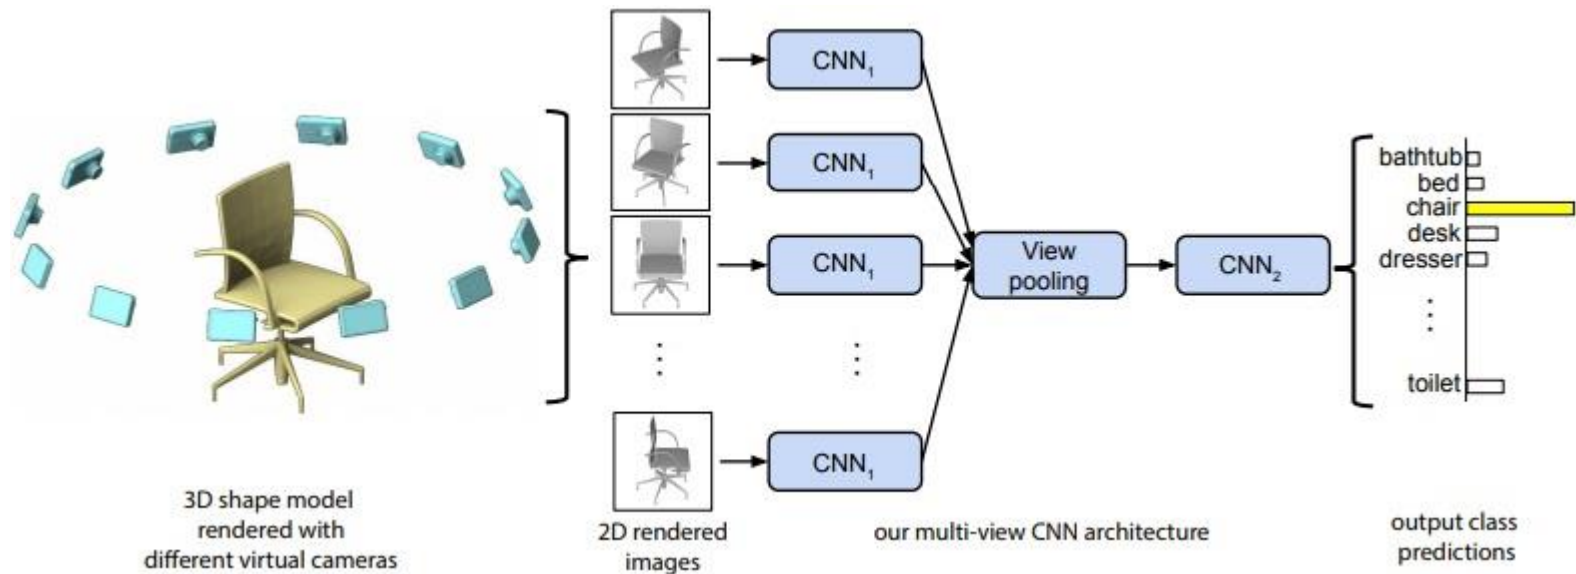 CNN₁
CNN₁
CNN₁
CNN₁
View
pooling
CNN₂
bathtub
bed
chair
desk
dresser
toilet
3D shape model
rendered with
different virtual cameras
2D rendered
images
our multi-view CNN architecture
output class
predictions